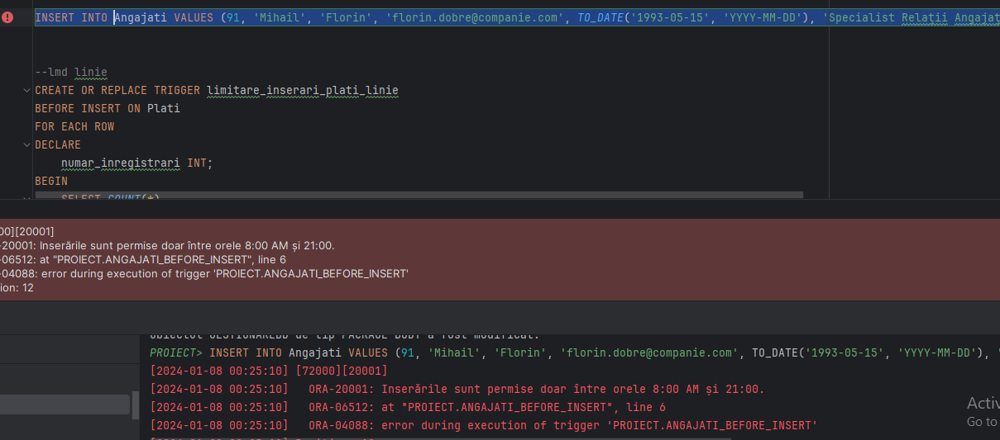 INSERT INTO Angajati VALUES (91, 'Mihail', 'Florin', 'florin.dobre@companie.com', TO_DATE('1993-05-15', 'YYYY-MM-DD'), 'Specialist Relații Angajaț
--lmd linie
CREATE OR REPLACE TRIGGER limitare_inserari_plati_linie
BEFORE INSERT ON Plati
FOR EACH ROW
DECLARE
numar_inregistrari INT;
BEGIN
SELECT COUNT(*)
00][20001]
-20001: Inserările sunt permise doar între orele 8:00 AM și 21:00.
-06512: at "PROIECT.ANGAJATI_BEFORE_INSERT", line 6
-04088: error during execution of trigger 'PROIECT.ANGAJATI_BEFORE_INSERT'
ion: 12
Obiectul GESTIONAREBD de tip PACKAGE BODY a fost modificat.
PROIECT> INSERT INTO Angajati VALUES (91, 'Mihail', 'Florin', 'florin.dobre@companie.com', TO_DATE('1993-05-15', 'YYYY-MM-DD'),
[2024-01-08 00:25:10] [72000][20001]
[2024-01-08 00:25:10] ORA-20001: Inserările sunt permise doar între orele 8:00 AM și 21:00.
[2024-01-08 00:25:10] ORA-06512: at "PROIECT.ANGAJATI_BEFORE_INSERT", line 6
[2024-01-08 00:25:10] ORA-04088: error during execution of trigger 'PROIECT.ANGAJATI_BEFORE_INSERT'
Activ
Go to